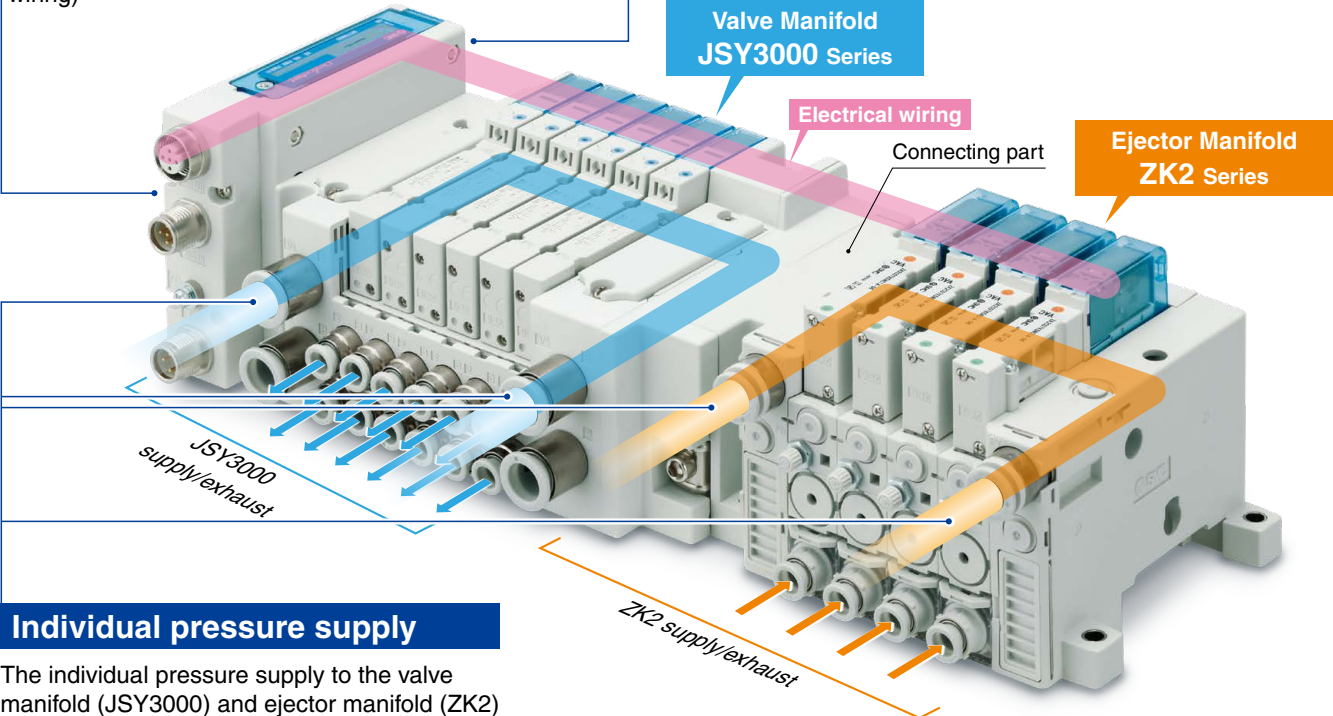 wiring)
Valve Manifold
JSY3000 Series
Electrical wiring
Connecting part
Ejector Manifold
ZK2 Series
JSY3000
supply/exhaust
ZK2 supply/exhaust
Individual pressure supply
The individual pressure supply to the valve
manifold (JSY3000) and ejector manifold (ZK2)